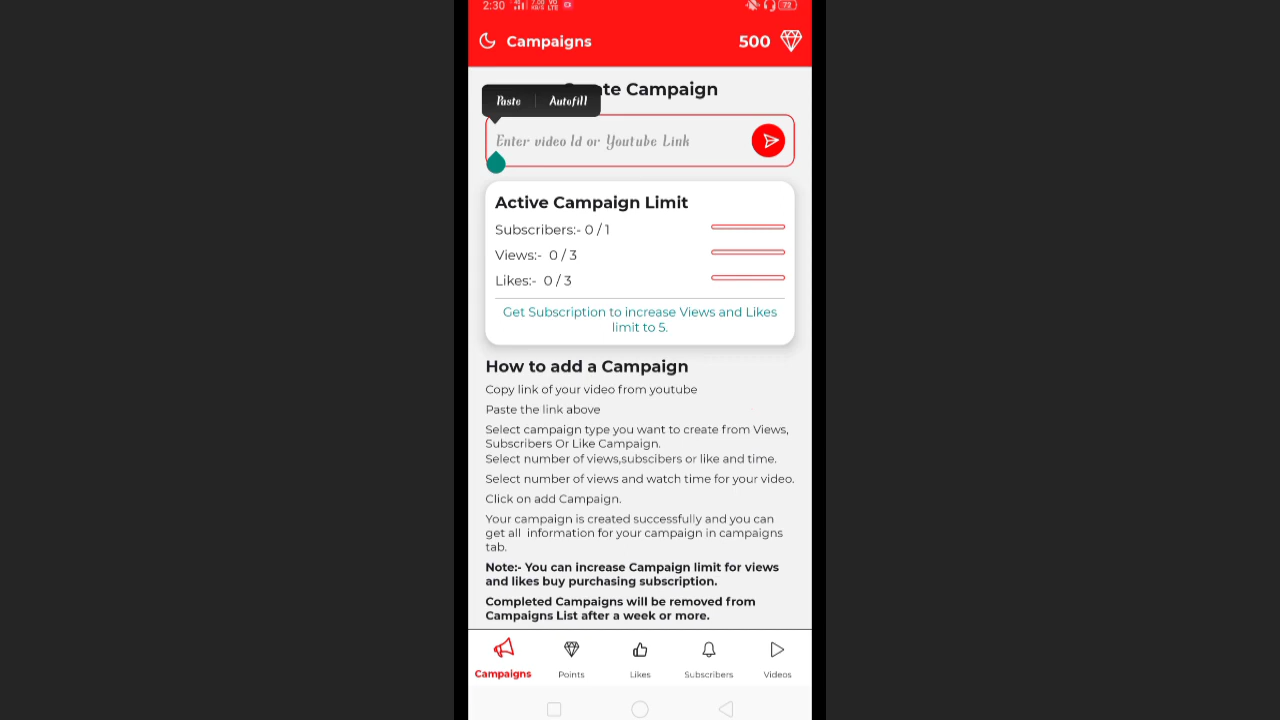 2:30
72
Campaigns
500
te Campaign
Paste
Autofill
Enter video Id or Youtube Link
Active Campaign Limit
Subscribers:- 0 / 1
Views:- 0 / 3
Likes:- 0 / 3
Get Subscription to increase Views and Likes
limit to 5.
How to add a Campaign
Copy link of your video from youtube
Paste the link above
Select campaign type you want to create from Views,
Subscribers Or Like Campaign.
Select number of views,subscibers or like and time.
Select number of views and watch time for your video.
Click on add Campaign.
Your campaign is created successfully and you can
get all information for your campaign in campaigns
tab.
Note:- You can increase Campaign limit for views
and likes buy purchasing subscription.
Completed Campaigns will be removed from
Campaigns List after a week or more.
Campaigns
Points
Likes
Subscribers
Videos